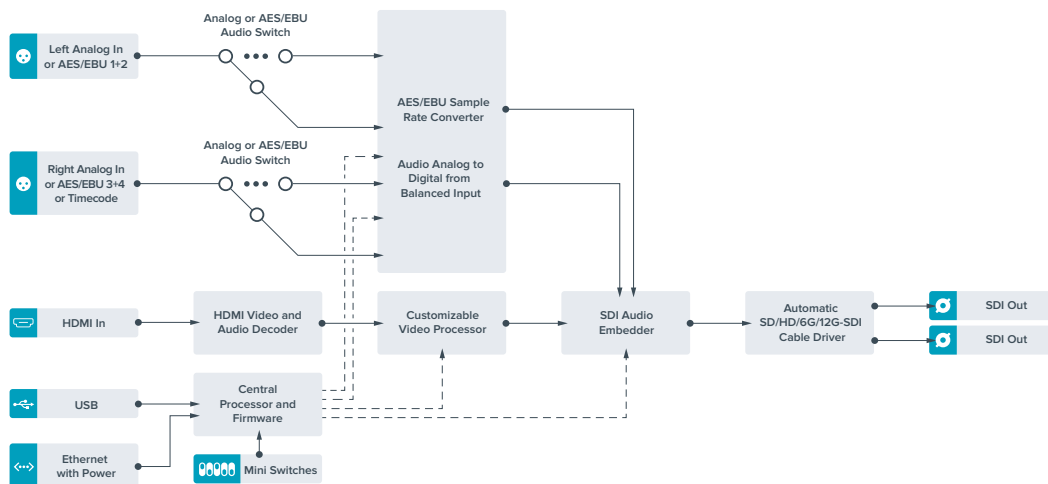 Analog or AES/EBU
Audio Switch
Left Analog In
or AES/EBU 1+2
AES/EBU Sample
Rate Converter
Analog or AES/EBU
Audio Switch
Right Analog In
or AES/EBU 3+4
or Timecode
Audio Analog to
Digital from
Balanced Input
HDMI In
HDMI Video and
Audio Decoder
Customizable
Video Processor
SDI Audio
Embedder
Automatic
SD/HD/6G/12G-SDI
Cable Driver
SDI Out
SDI Out
USB
Central
Processor and
Firmware
Ethernet
with Power
Mini Switches